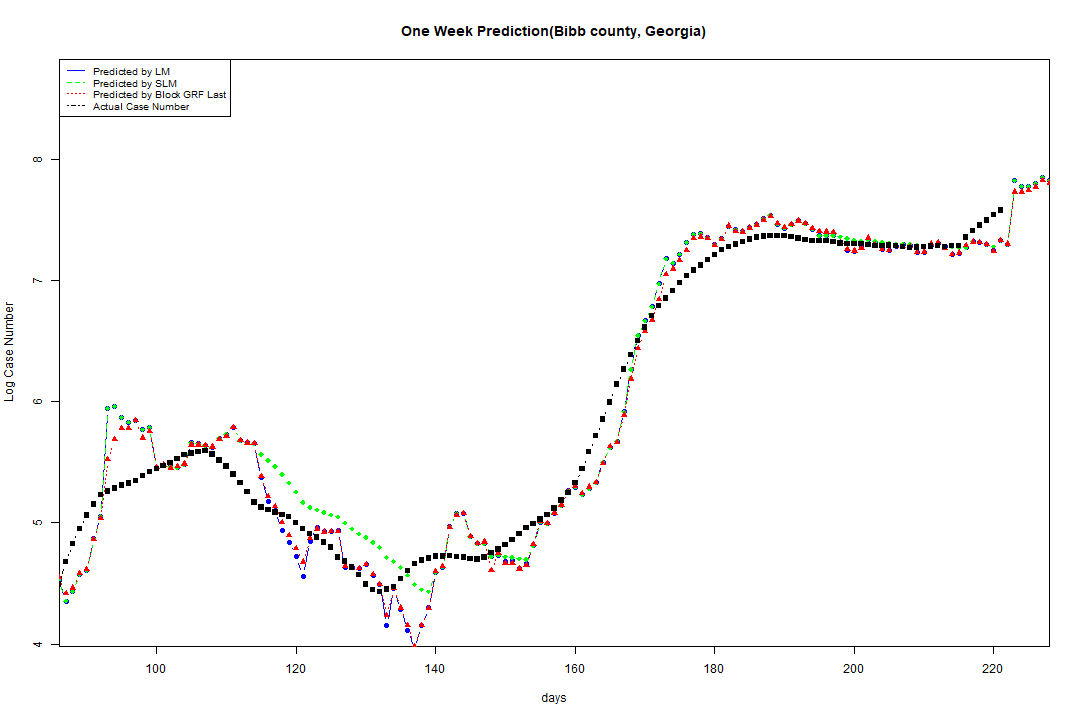 One Week Prediction(Bibb county, Georgia)
Predicted by LM
Predicted by SLM
Predicted by Block GRF Last
Actual Case Number
8
7
6
5
4
Log Case Number
100 120 140 160 180 200 220
days